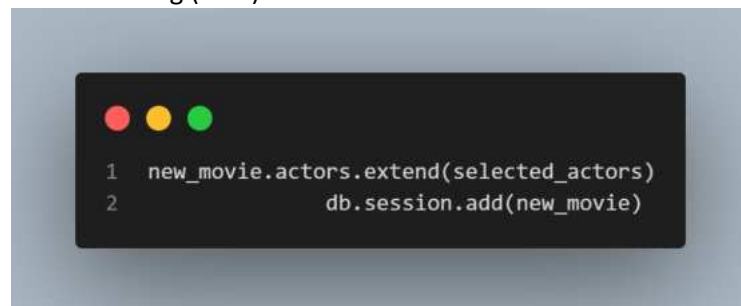 1 new_movie.actors.extend(selected_actors)
2 db.session.add(new_movie)